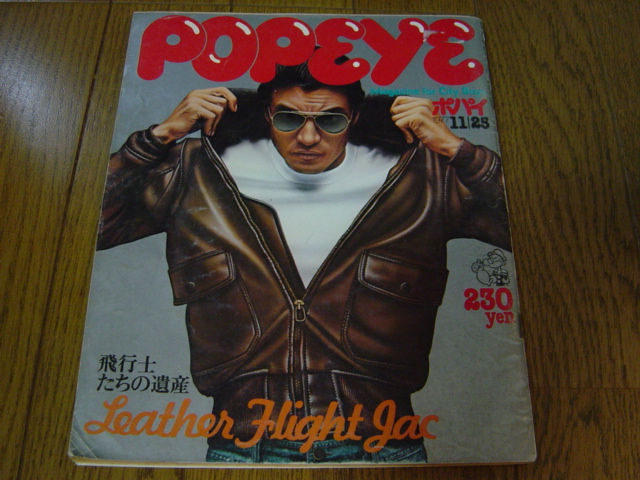 POPEYE
Magazine for City Boys
ポパイ
11/25
230
yen
飛行士
たちの遺産
Leather Flight Jac